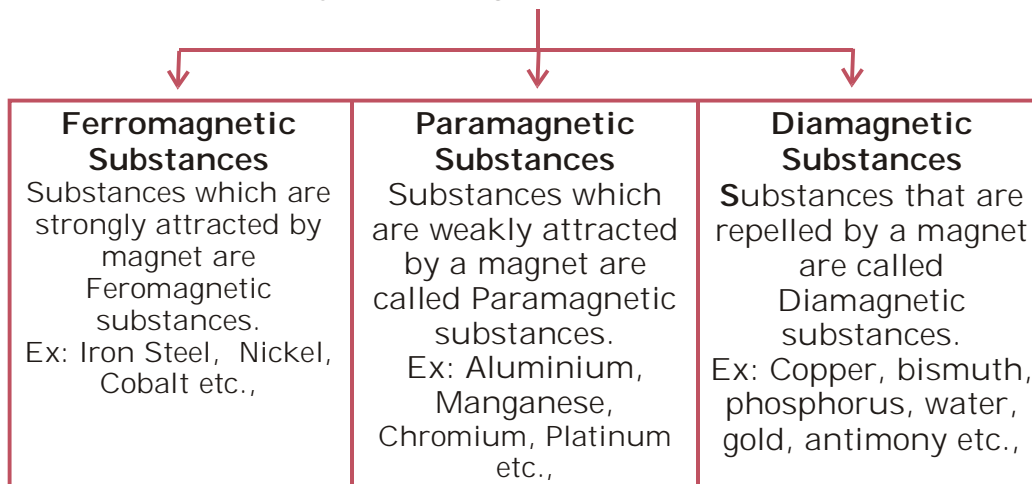 Ferromagnetic
Substances
Substances which are
strongly attracted by
magnet are
Feromagnetic
substances.
Ex: Iron Steel, Nickel,
Cobalt etc.,
Paramagnetic
Substances
Substances which
are weakly attracted
by a magnet are
called Paramagnetic
substances.
Ex: Aluminium,
Manganese,
Chromium, Platinum
etc.,
Diamagnetic
Substances
Substances that are
repelled by a magnet
are called
Diamagnetic
substances.
Ex: Copper, bismuth,
phosphorus, water,
gold, antimony etc.,